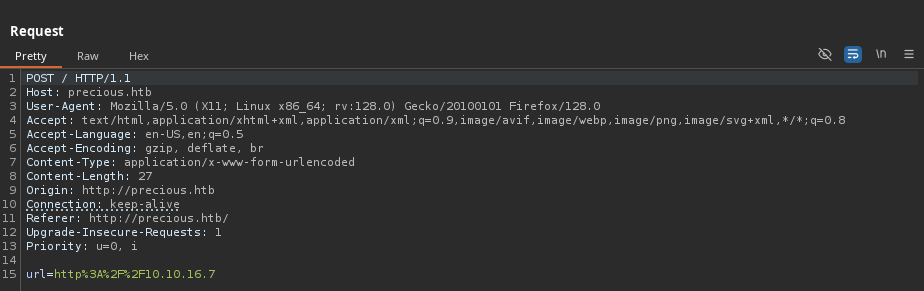 Request
Pretty Raw Hex \n
1 POST / HTTP/1.1
2 Host: precious.htb
3 User-Agent: Mozilla/5.0 (X11; Linux x86_64; rv:128.0) Gecko/20100101 Firefox/128.0
4 Accept: text/html,application/xhtml+xml,application/xml;q=0.9,image/avif,image/webp,image/png,image/svg+xml,*/*;q=0.8
5 Accept-Language: en-US,en;q=0.5
6 Accept-Encoding: gzip, deflate, br
7 Content-Type: application/x-www-form-urlencoded
8 Content-Length: 27
9 Origin: http://precious.htb
10 Connection: keep-alive
11 Referer: http://precious.htb/
12 Upgrade-Insecure-Requests: 1
13 Priority: u=0, i
14
15 url=http%3A%2F%2F10.10.16.7